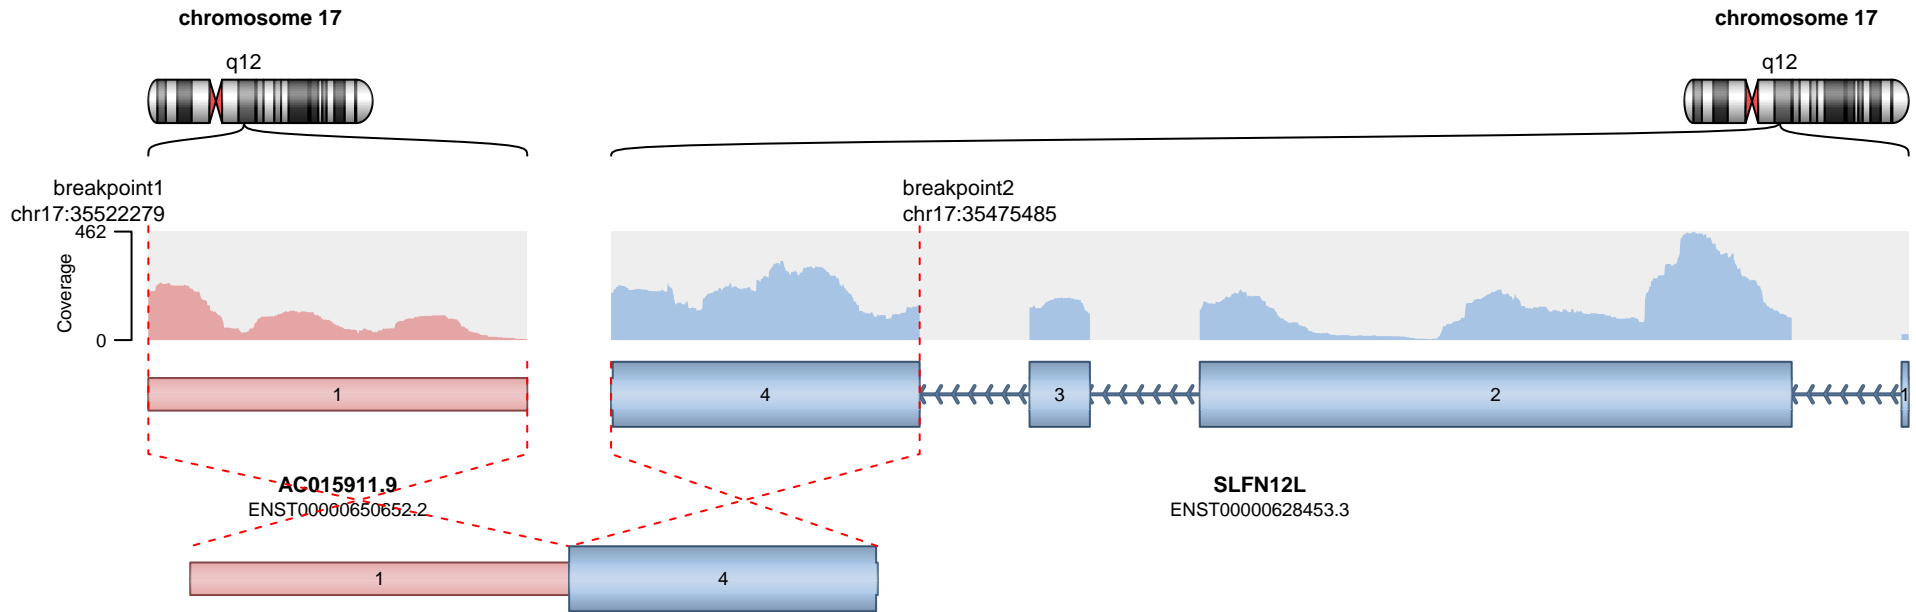 chromosome 17
chromosome 17
q12
q12
breakpoint1
chr17:35522279
breakpoint2
chr17:35475485
462
Coverage
0
1
4
3
2
1
AC015911.9
ENST00000650652.2
SLFN12L
ENST00000628453.3
1
4